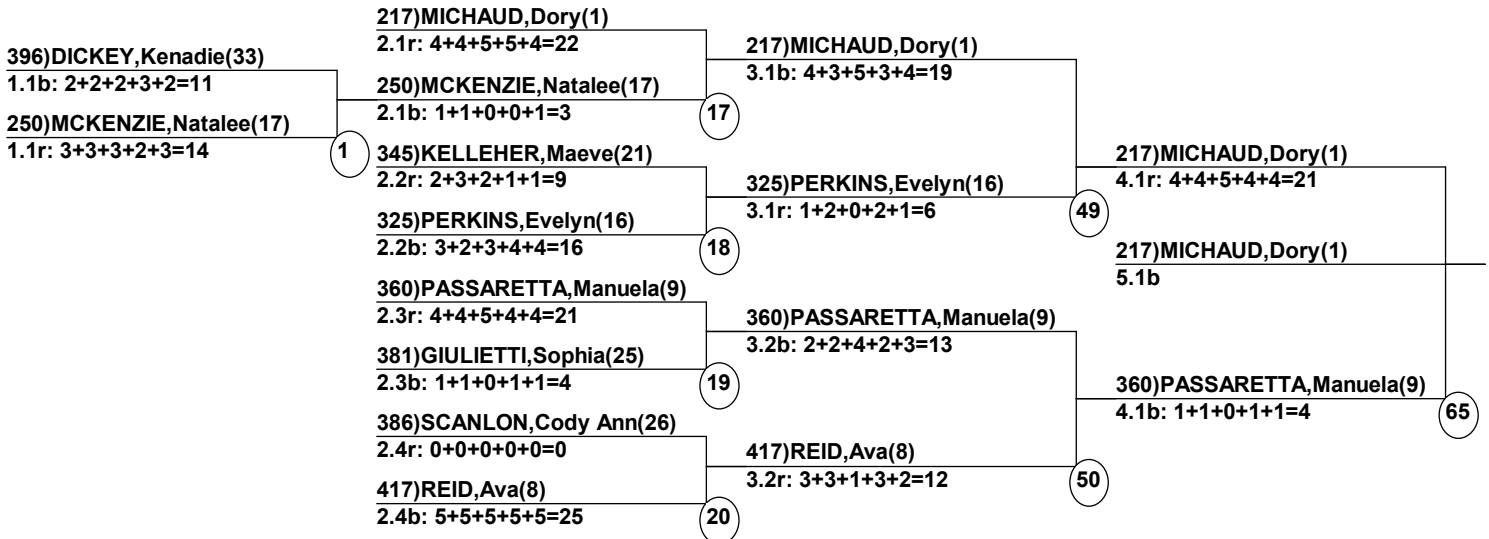 396)DICKEY,Kenadie(33)
1.1b: 2+2+2+3+2=11
250)MCKENZIE,Natalee(17)
1.1r: 3+3+3+2+3=14
1
217)MICHAUD,Dory(1)
2.1r: 4+4+5+5+4=22
250)MCKENZIE,Natalee(17)
2.1b: 1+1+0+0+1=3
17
345)KELLEHER,Maeve(21)
2.2r: 2+3+2+1+1=9
325)PERKINS,Evelyn(16)
2.2b: 3+2+3+4+4=16
18
360)PASSARETTA,Manuela(9)
2.3r: 4+4+5+4+4=21
381)GIULIETTI,Sophia(25)
2.3b: 1+1+0+1+1=4
19
386)SCANLON,Cody Ann(26)
2.4r: 0+0+0+0+0=0
417)REID,Ava(8)
2.4b: 5+5+5+5+5=25
20
217)MICHAUD,Dory(1)
3.1b: 4+3+5+3+4=19
325)PERKINS,Evelyn(16)
3.1r: 1+2+0+2+1=6
49
360)PASSARETTA,Manuela(9)
3.2b: 2+2+4+2+3=13
417)REID,Ava(8)
3.2r: 3+3+1+3+2=12
50
217)MICHAUD,Dory(1)
4.1r: 4+4+5+4+4=21
217)MICHAUD,Dory(1)
5.1b
360)PASSARETTA,Manuela(9)
4.1b: 1+1+0+1+1=4
65